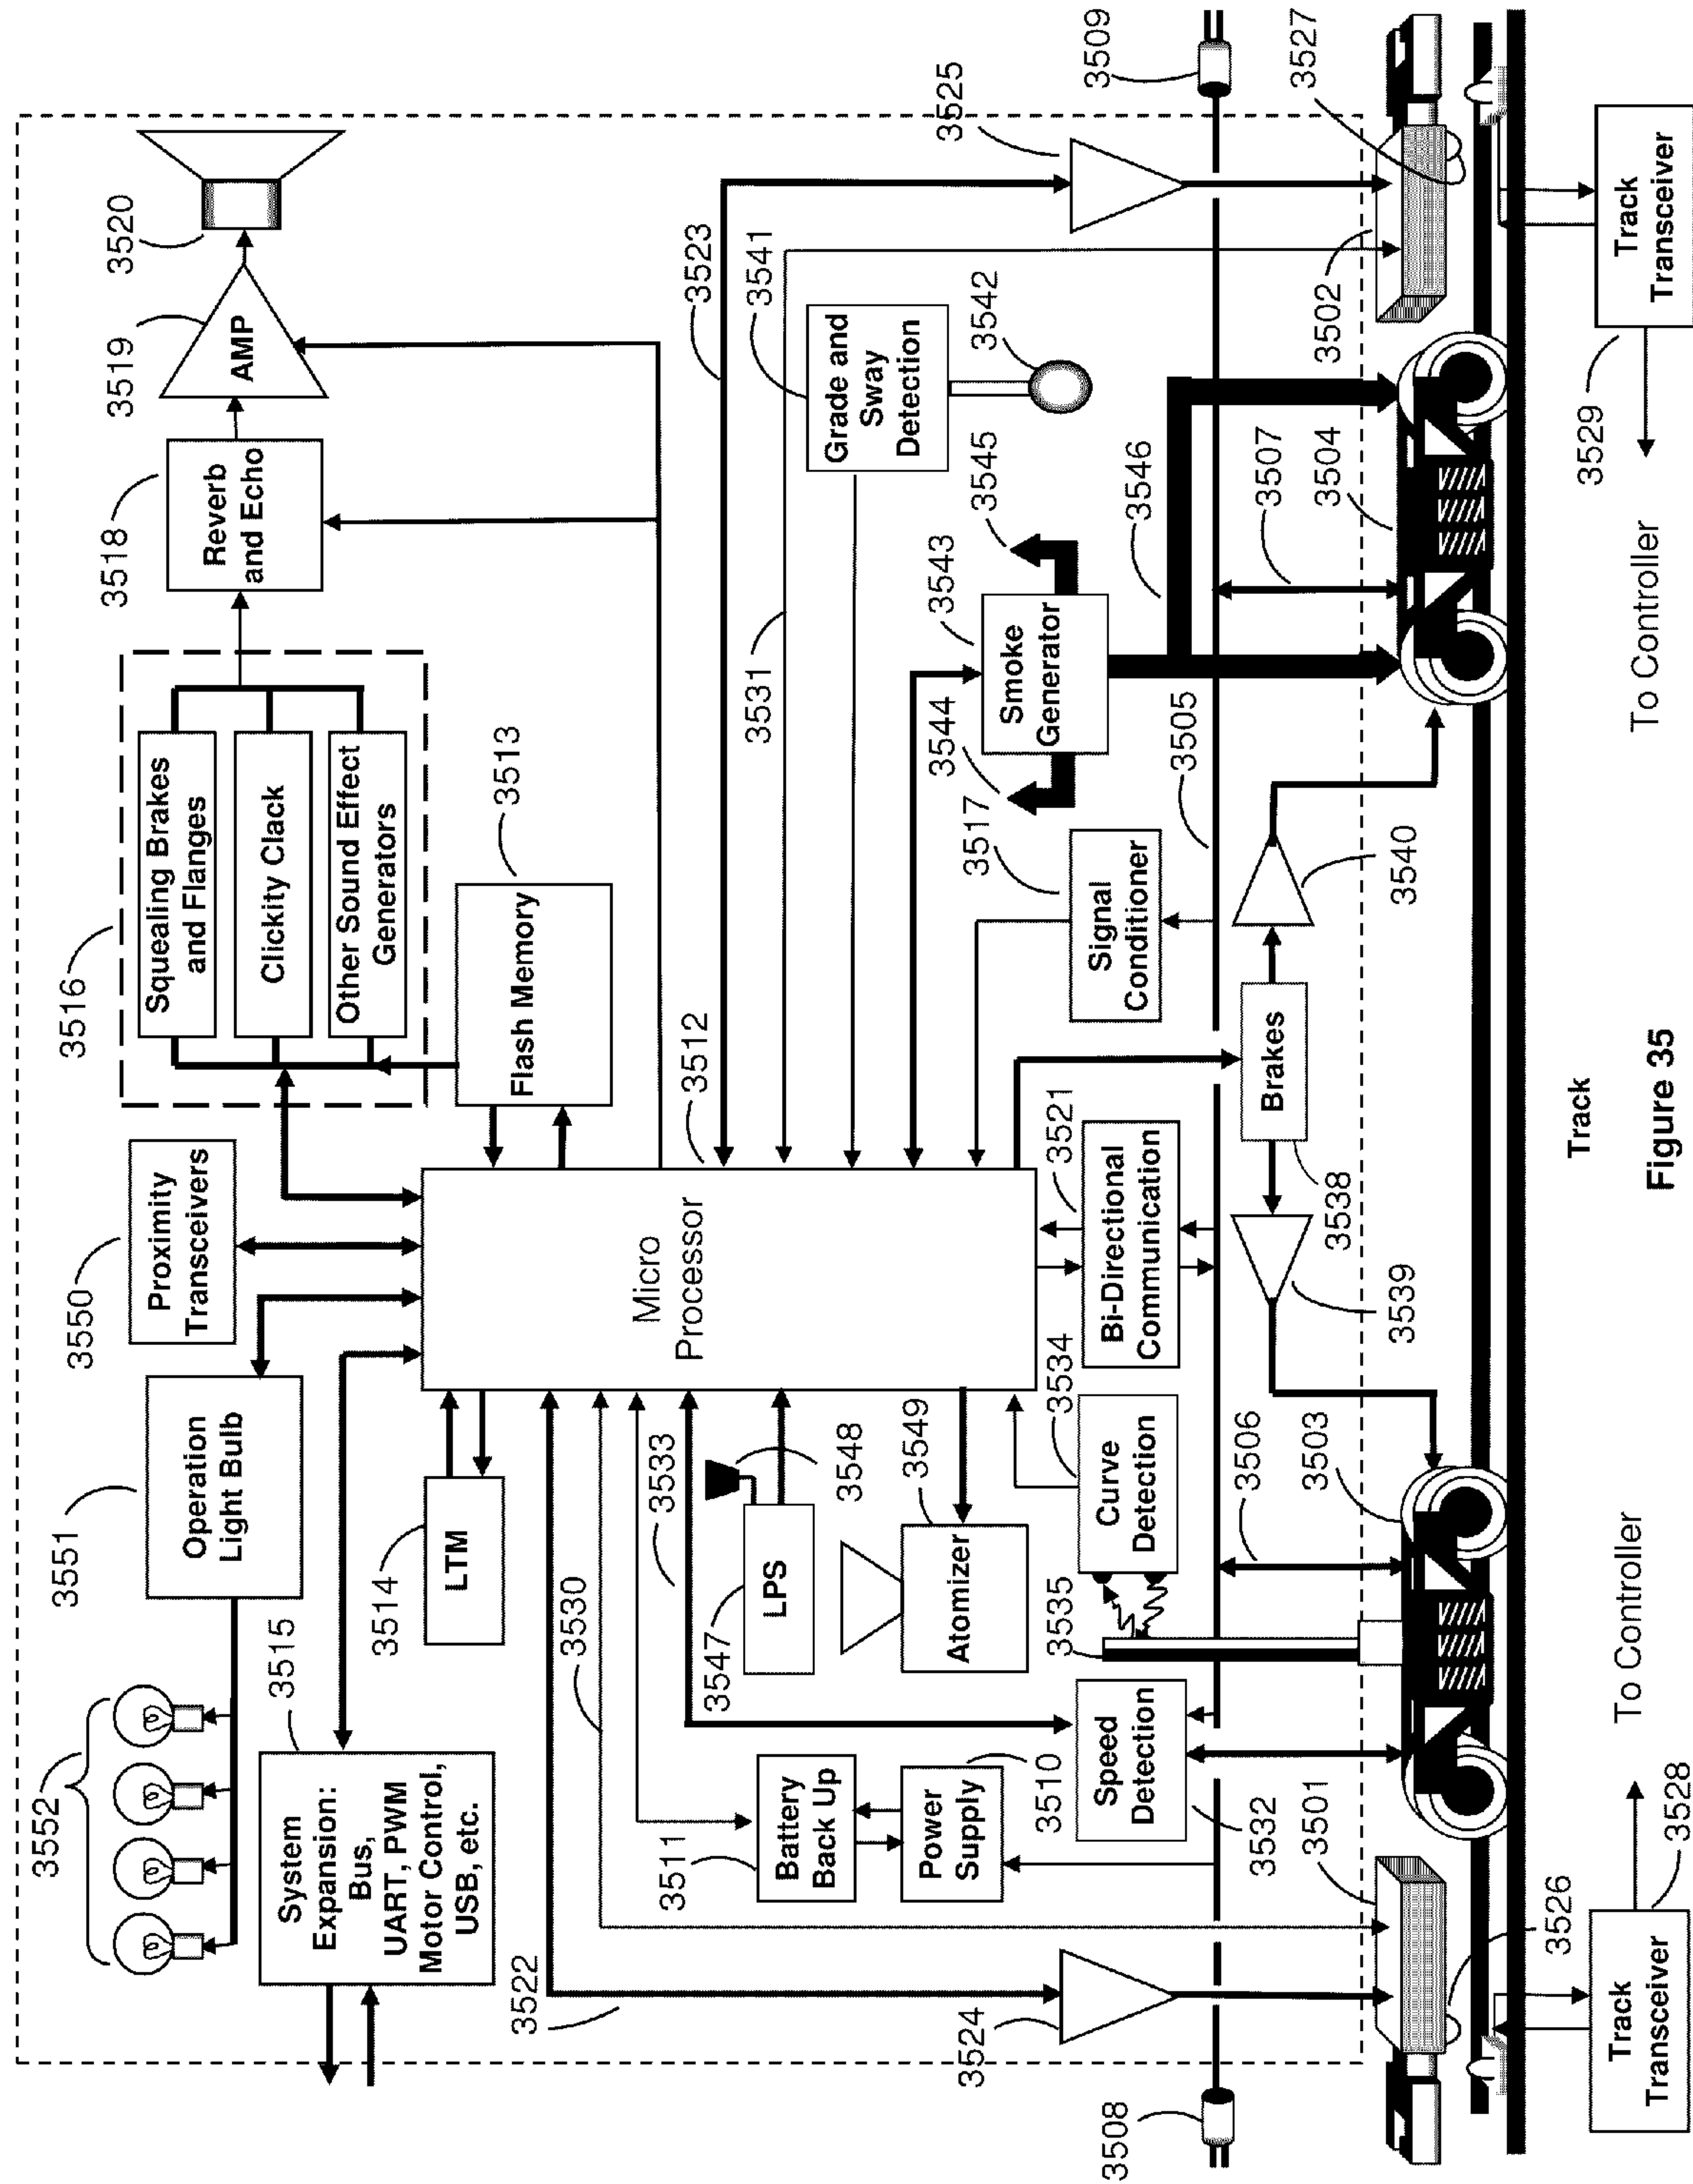 3552
3551
Operation
Light Bulb
3550
Proximity
Transceivers
3516
Squealing Brakes
and Flanges
Clickity Clack
Other Sound Effect
Generators
3518
Reverb
and Echo
3519
AMP
3520
3515
System
Expansion:
Bus,
UART, PWM
Motor Control,
USB, etc.
3514
LTM
Flash Memory
3513
3512
Micro
Processor
3522
3530
3533
3547
LPS
3548
3549
Atomizer
3523
3531
Grade and
Sway
Detection
3541
3542
3511
Battery
Back Up
Power
Supply
3510
3535
Curve
Detection
3534
Bi-Directional
Communication
3521
Signal
Conditioner
3517
3544
Smoke
Generator
3543
3545
3546
3525
3509
3524
3508
Speed
Detection
3532
3505
3506
3503
3539
Brakes
3538
3540
3507
3504
3502
3527
3501
3526
Track
Transceiver
3528
To Controller
To Controller
3529
Track
Transceiver
Track
Figure 35